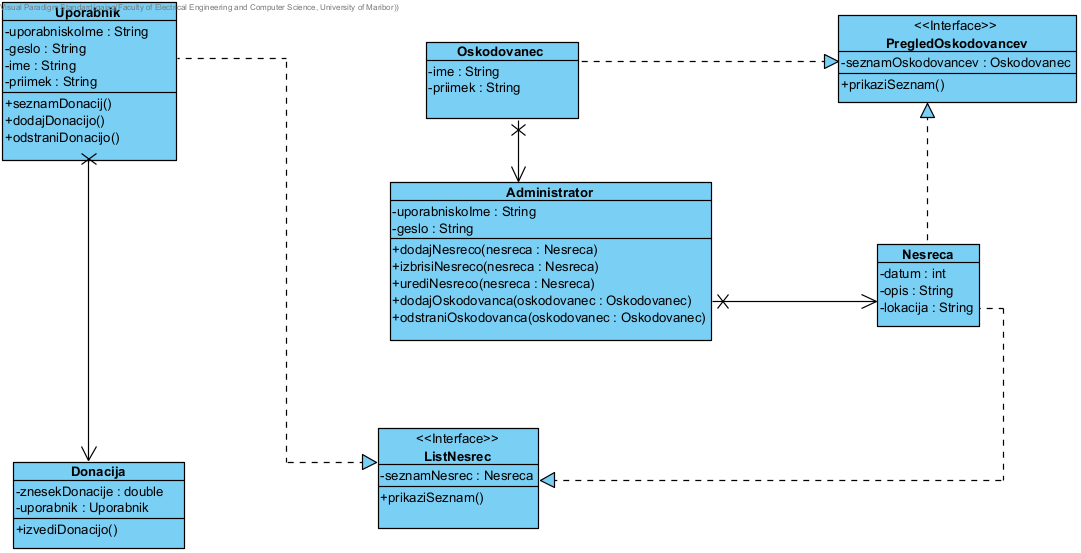 Visual Paradigm Standard(Faculty of Electrical Engineering and Computer Science, University of Maribor))
Uporabnik
-uporabniskoIme : String
-geslo : String
-ime : String
-priimek : String
+seznamDonacij()
+dodajDonacijo()
+odstraniDonacijo()
Oskodovanec
-ime : String
-priimek : String
<<Interface>>
PregledOskodovancev
-seznamOskodovancev : Oskodovanec
+prikaziSeznam()
Administrator
-uporabniskoIme : String
-geslo : String
+dodajNesreco(nesreca : Nesreca)
+izbrisiNesreco(nesreca : Nesreca)
+urediNesreco(nesreca : Nesreca)
+dodajOskodovanca(oskodovanec : Oskodovanec)
+odstraniOskodovanca(oskodovanec : Oskodovanec)
Nesreca
-datum : int
-opis : String
-lokacija : String
<<Interface>>
ListNesrec
-seznamNesrec : Nesreca
+prikaziSeznam()
Donacija
-znesekDonacije : double
-uporabnik : Uporabnik
+izvediDonacijo()